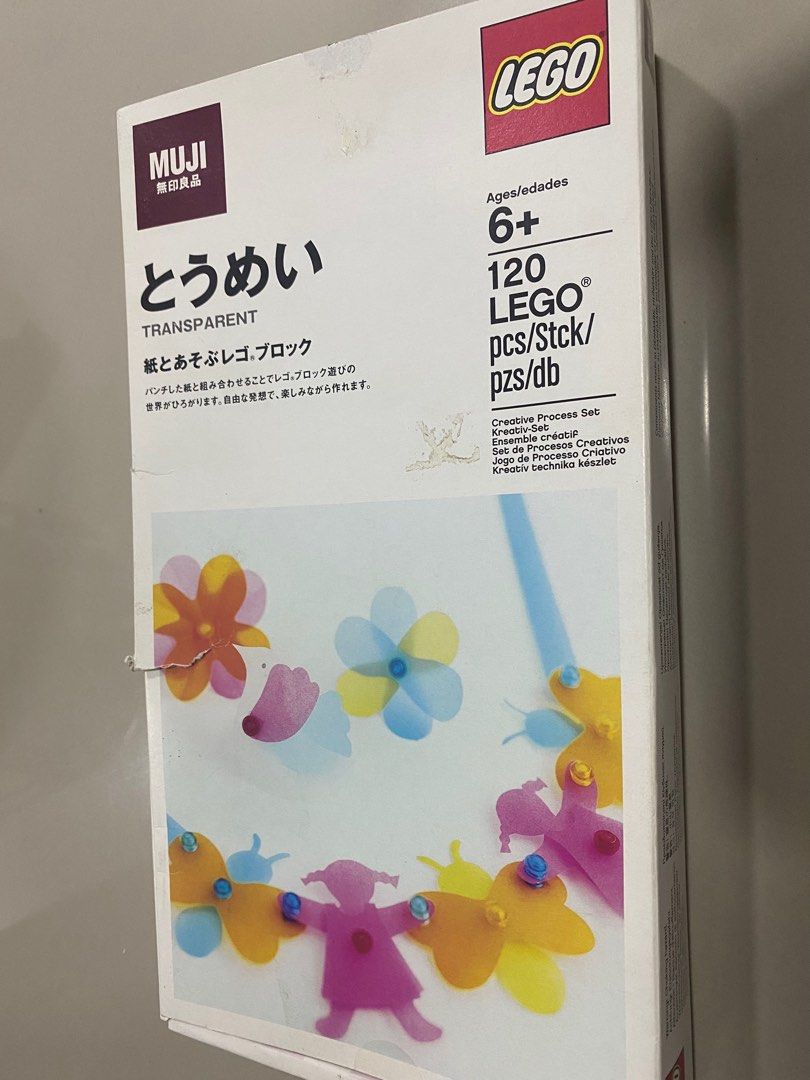 LEGO
MUJI
無印良品
とうめい
TRANSPARENT
紙とあそぶレゴ®ブロック
パンチした紙と組み合わせることでレゴ®ブロック遊びの
世界がひろがります。自由な発想で、楽しみながら作れます。
Ages/edades
6+
120
LEGO®
pcs/Stck/
pzs/db
Creative Process Set
Kreativ-Set
Ensemble créatif
Set de Procesos Creativos
Jogo de Processo Criativo
Kreatív technika készlet